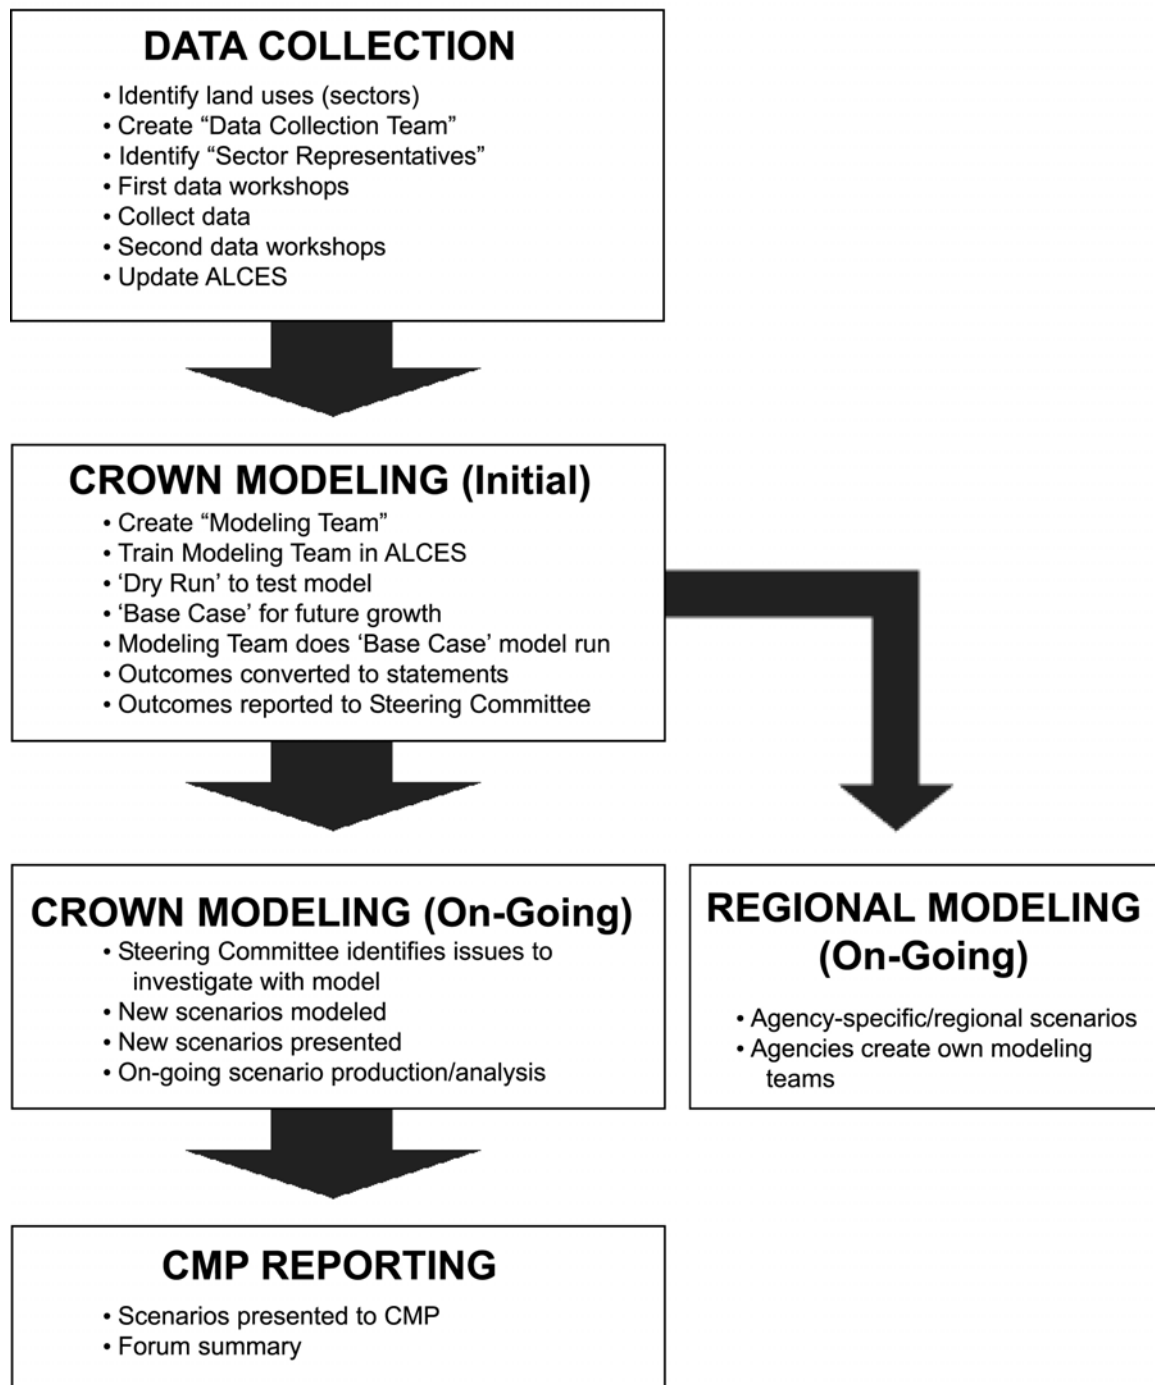 DATA COLLECTION
• Identify land uses (sectors)
• Create “Data Collection Team”
• Identify “Sector Representatives”
• First data workshops
• Collect data
• Second data workshops
• Update ALCES
CROWN MODELING (Initial)
• Create “Modeling Team”
• Train Modeling Team in ALCES
• ‘Dry Run’ to test model
• ‘Base Case’ for future growth
• Modeling Team does ‘Base Case’ model run
• Outcomes converted to statements
• Outcomes reported to Steering Committee
CROWN MODELING (On-Going)
• Steering Committee identifies issues to
investigate with model
• New scenarios modeled
• New scenarios presented
• On-going scenario production/analysis
REGIONAL MODELING
(On-Going)
• Agency-specific/regional scenarios
• Agencies create own modeling
teams
CMP REPORTING
• Scenarios presented to CMP
• Forum summary